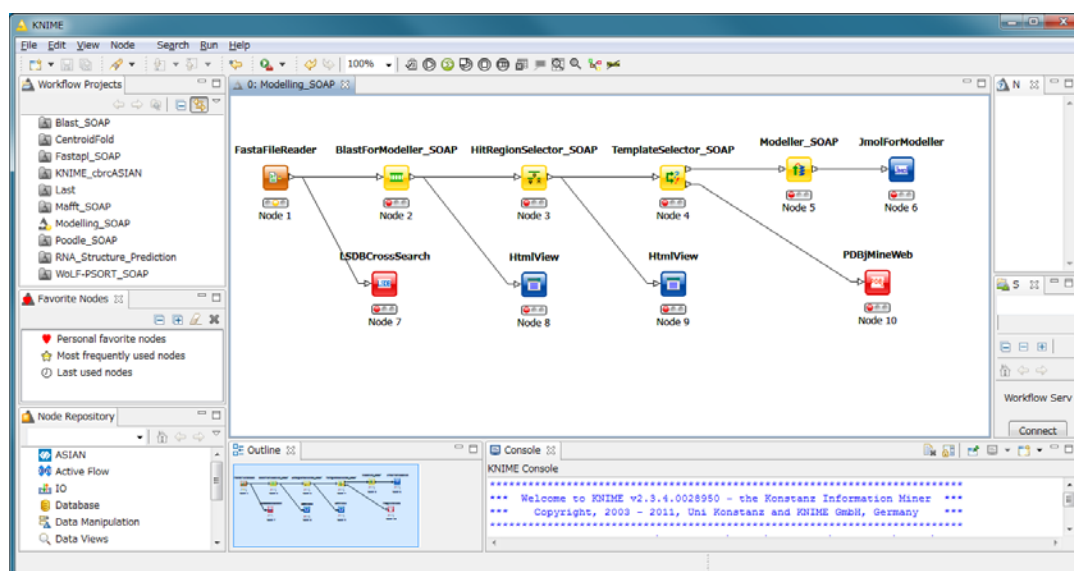 KNIME
File Edit View Node Search Run Help
100%
Workflow Projects
Blast_SOAP
CentroidFold
Fastapl_SOAP
KNIME_cbrcASIAN
Last
Mafft_SOAP
Modelling_SOAP
Poodle_SOAP
RNA_Structure_Prediction
WoLF-PSORT_SOAP
Favorite Nodes
Personal favorite nodes
Most frequently used nodes
Last used nodes
Node Repository
ASIAN
Active Flow
IO
Database
Data Manipulation
Data Views
0: Modelling_SOAP
FastaFileReader
Node 1
BlastForModeller_SOAP
Node 2
HitRegionSelector_SOAP
Node 3
TemplateSelector_SOAP
Node 4
Modeller_SOAP
Node 5
JmolForModeller
Node 6
LSDBCrossSearch
Node 7
HtmlView
Node 8
HtmlView
Node 9
PDBjMineWeb
Node 10
Outline
Console
KNIME Console
*** Welcome to KNIME v2.3.4.0028950 - the Konstanz Information Miner ***
*** Copyright, 2003 - 2011, Uni Konstanz and KNIME GmbH, Germany ***
N
S
Workflow Serv
Connect